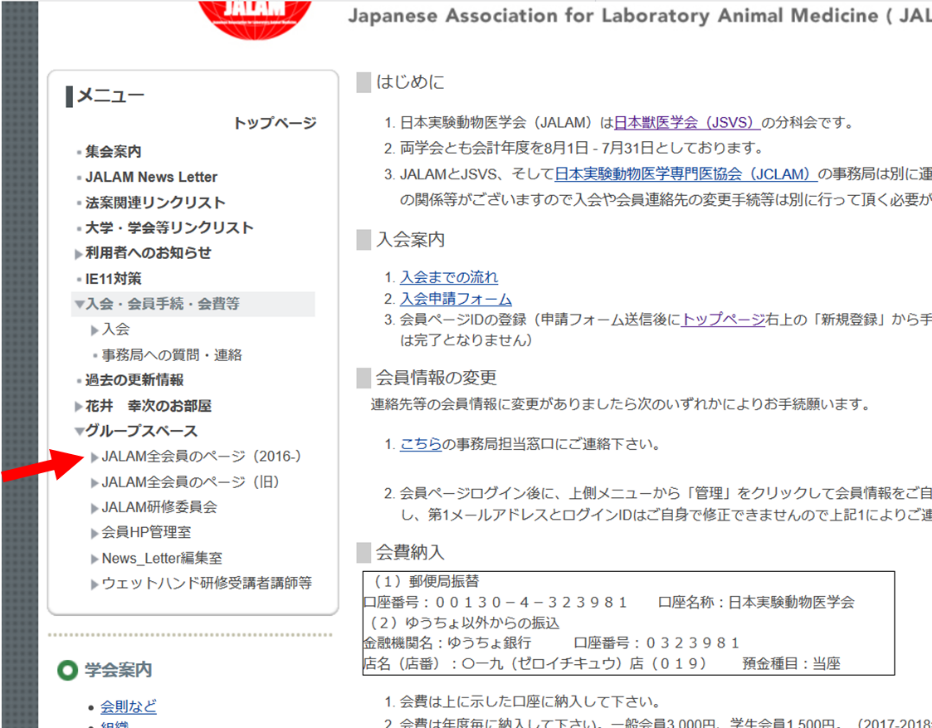 JALAM
Japanese Association for Laboratory Animal Medicine ( JAL
メニュー
トップページ
集会案内
JALAM News Letter
法案関連リンクリスト
大学・学会等リンクリスト
利用者へのお知らせ
IE11対策
入会・会員手続・会費等
入会
事務局への質問・連絡
過去の更新情報
花井　幸次のお部屋
グループスペース
JALAM全会員のページ（2016-）
JALAM全会員のページ（旧）
JALAM研修委員会
会員HP管理室
News_Letter編集室
ウェットハンド研修受講者講師等
学会案内
会則など
組織
はじめに
1. 日本実験動物医学会（JALAM）は日本獣医学会（JSVS）の分科会です。
2. 両学会とも会計年度を8月1日 - 7月31日としております。
3. JALAMとJSVS、そして日本実験動物医学専門医協会（JCLAM）の事務局は別に運
の関係等がございますので入会や会員連絡先の変更手続等は別に行って頂く必要が
入会案内
1. 入会までの流れ
2. 入会申請フォーム
3. 会員ページIDの登録（申請フォーム送信後にトップページ右上の「新規登録」から手
は完了となりません）
会員情報の変更
連絡先等の会員情報に変更がありましたら次のいずれかによりお手続願います。
1. こちらの事務局担当窓口にご連絡下さい。
2. 会員ページログイン後に、上側メニューから「管理」をクリックして会員情報をご自
し、第1メールアドレスとログインIDはご自身で修正できませんので上記1によりご連
会費納入
（１）郵便局振替
口座番号：００１３０－４－３２３９８１　　口座名称：日本実験動物医学会
（２）ゆうちょ以外からの振込
金融機関名：ゆうちょ銀行　　　口座番号：０３２３９８１
店名（店番）：〇一九（ゼロイチキュウ）店（０１９）　　預金種目：当座
1. 会費は上に示した口座に納入して下さい。
2. 会費は年度毎に納入して下さい。一般会員3,000円、学生会員1,500円。（2017-2018